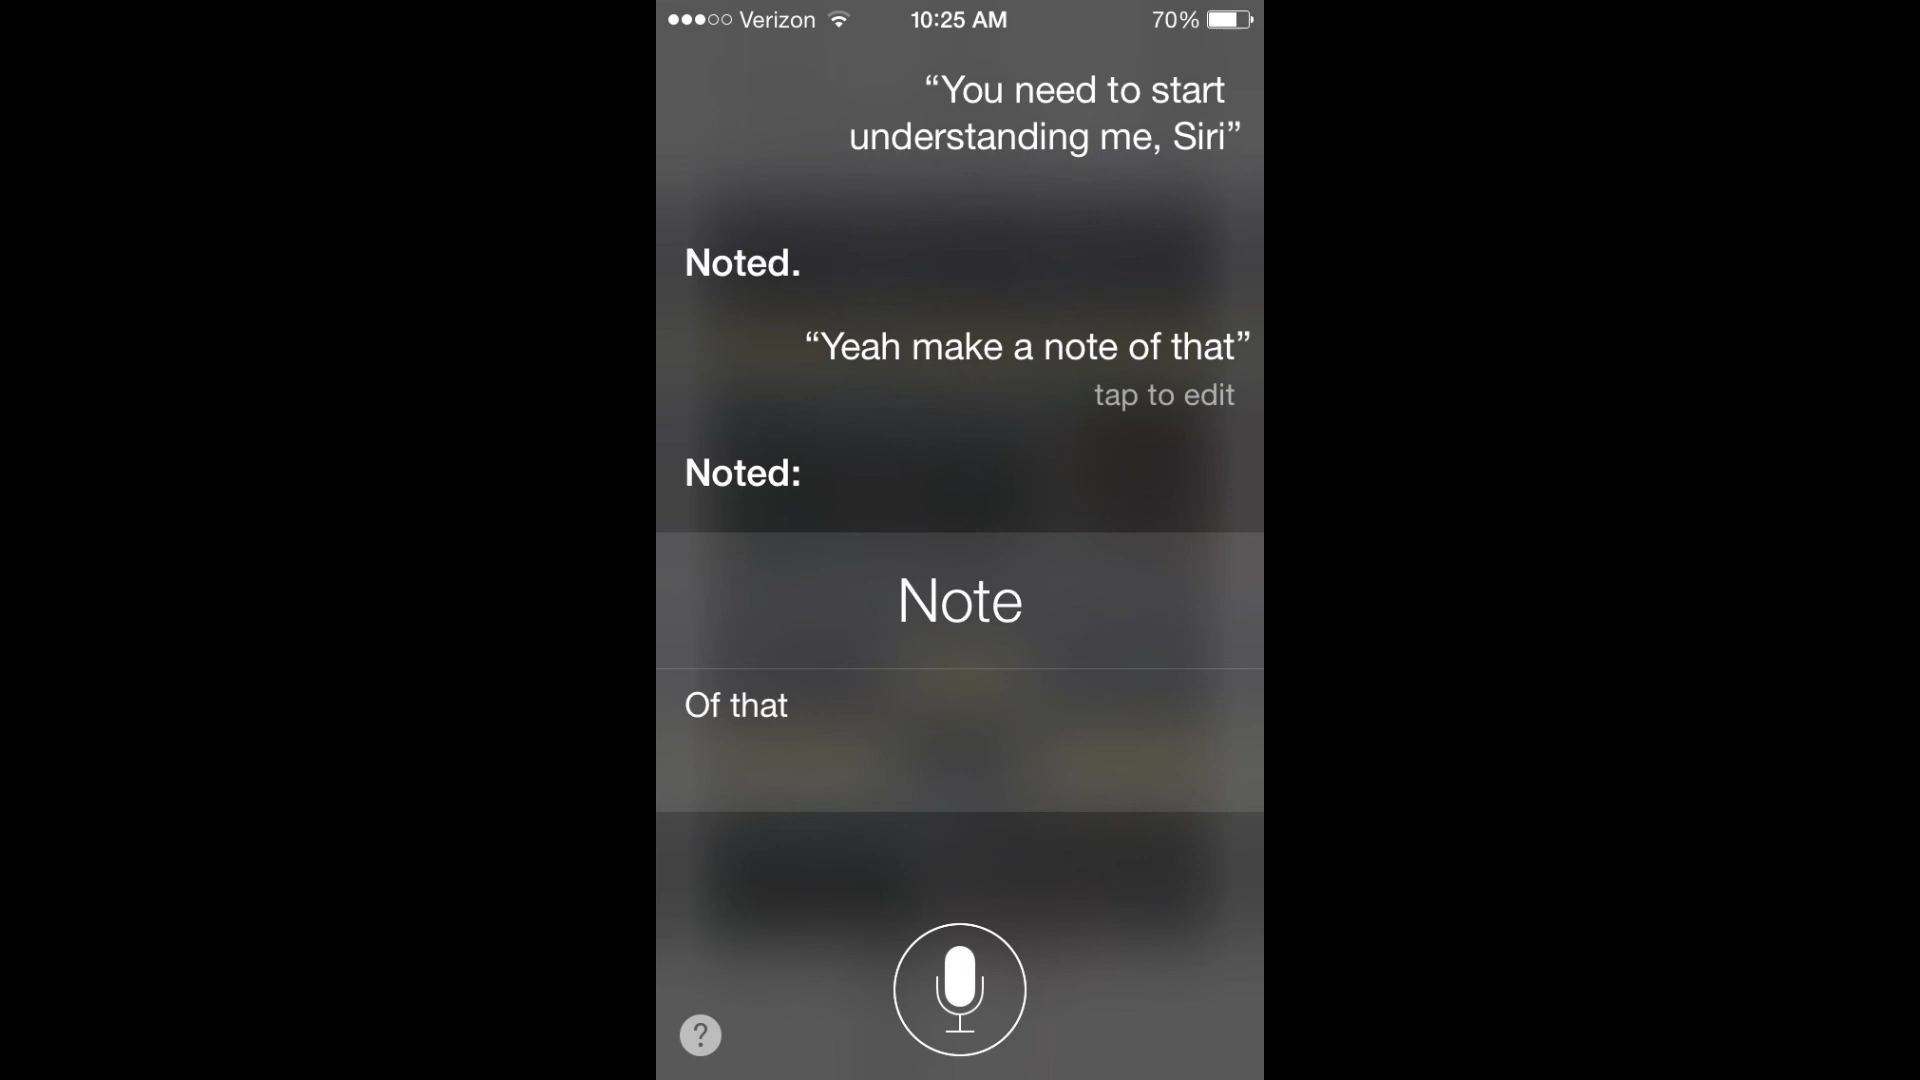 Verizon 10:25 AM 70%
“You need to start
understanding me, Siri”
Noted.
“Yeah make a note of that”
tap to edit
Noted:
Note
Of that
?